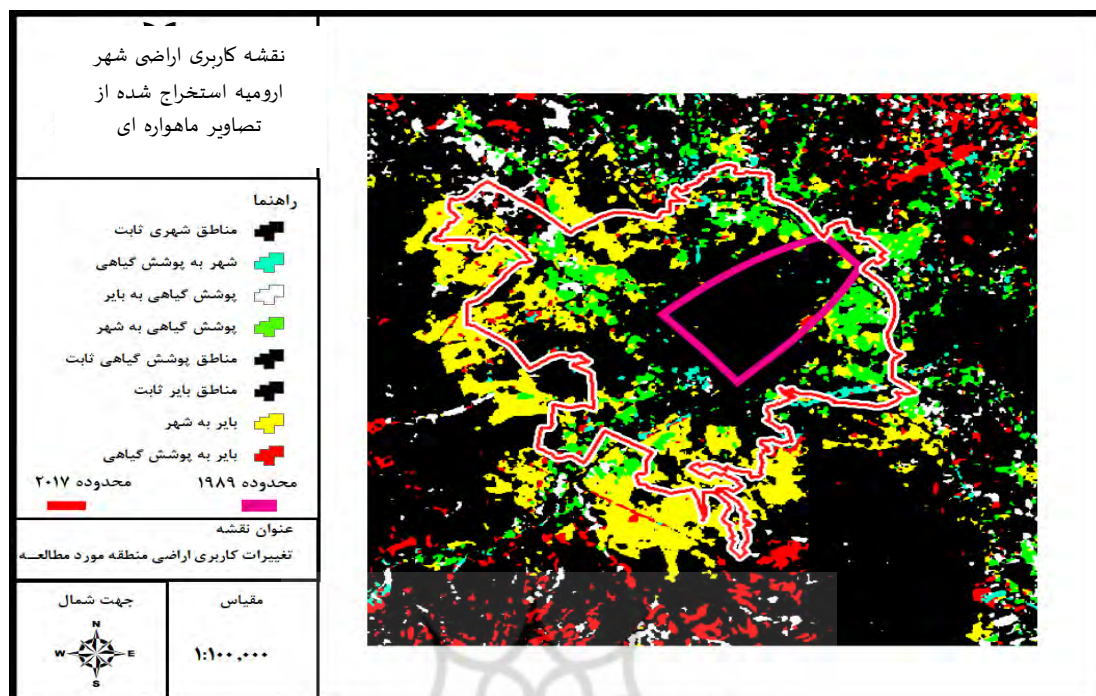 نقشه کاربری اراضی شهر
ارومیه استخراج شده از
تصاویر ماهواره ای
راهنما
مناطق شهری ثابت
شهر به پوشش گیاهی
پوشش گیاهی به بایر
پوشش گیاهی به شهر
مناطق پوشش گیاهی ثابت
مناطق بایر ثابت
بایر به شهر
بایر به پوشش گیاهی
محدوده ۱۹۸۹ محدوده ۲۰۱۷
عنوان نقشه
تغییرات کاربری اراضی منطقه مورد مطالعـــه
مقیاس
۱:۱۰۰,۰۰۰
جهت شمال
N
W E
S